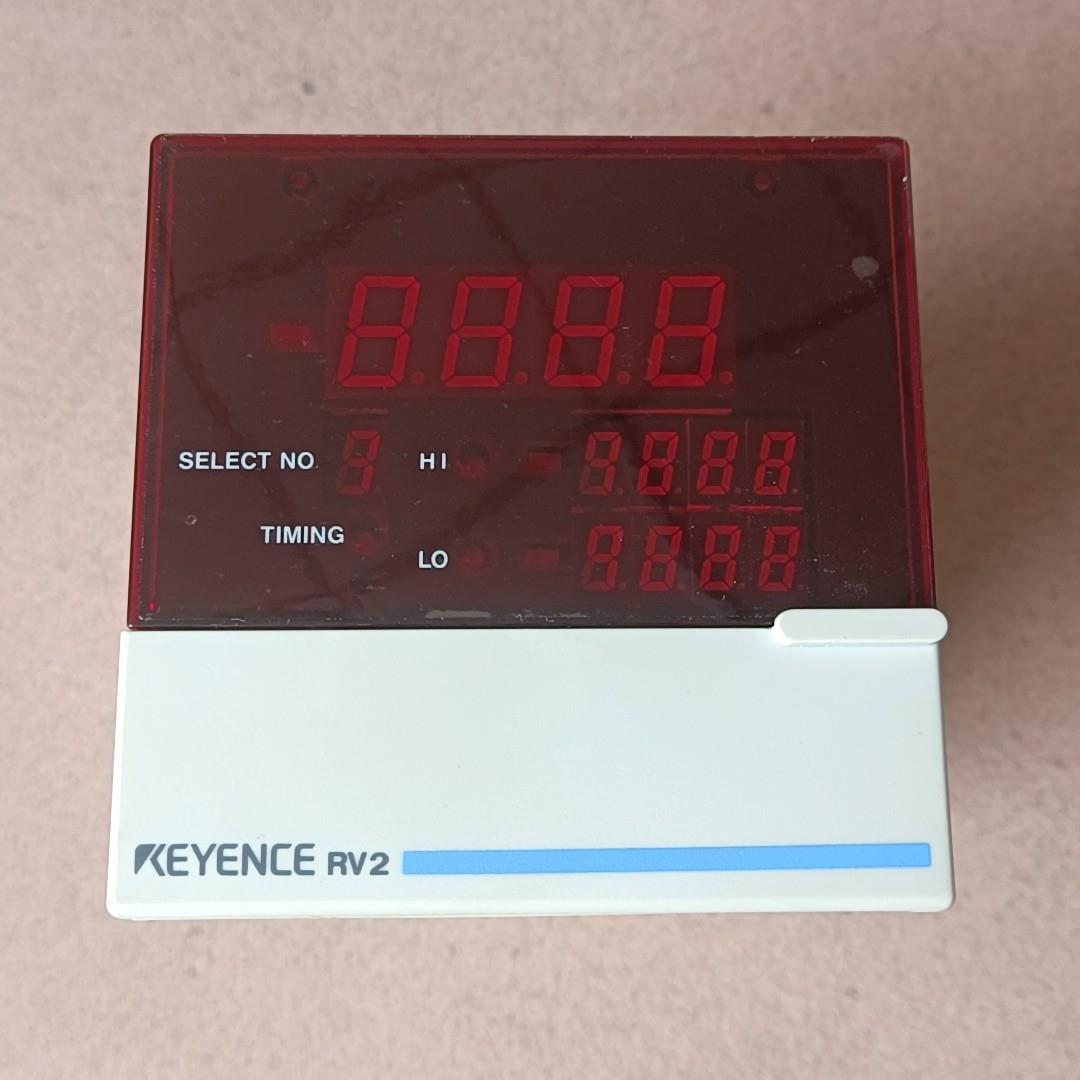 SELECT NO.
HI
TIMING
LO
KEYENCE RV2